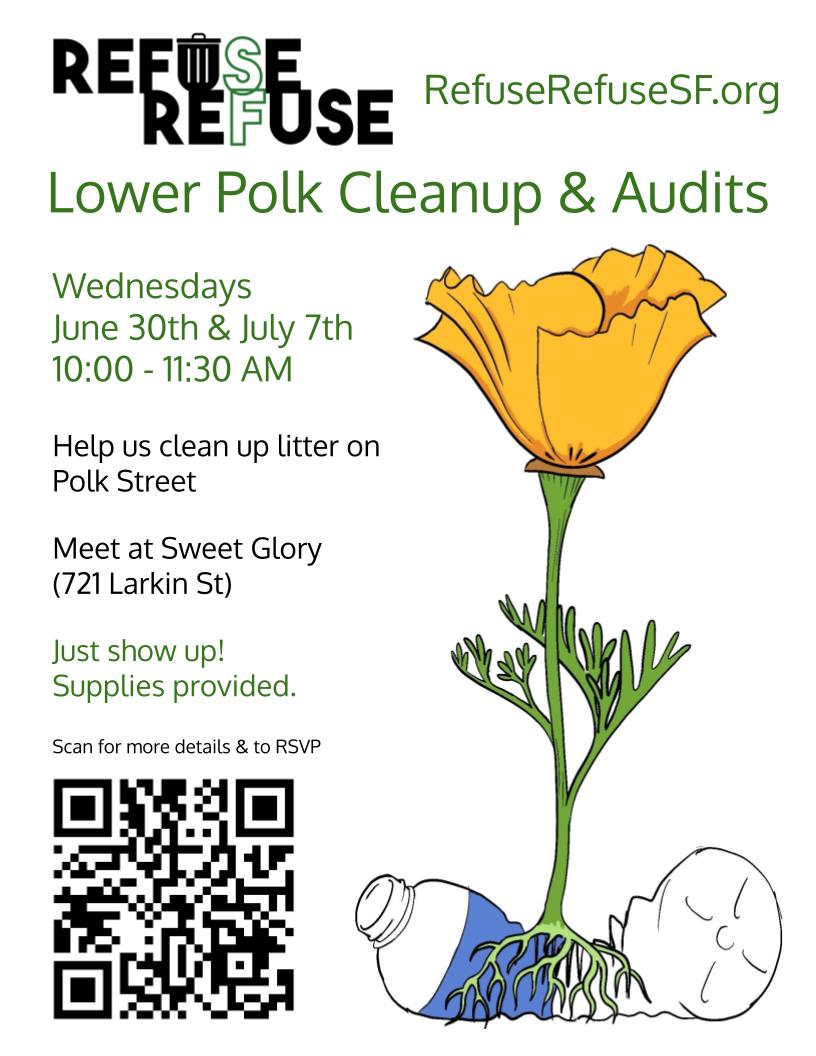 REFUSE
REFUSE
RefuseRefuseSF.org
Lower Polk Cleanup & Audits
Wednesdays
June 30th & July 7th
10:00 - 11:30 AM
Help us clean up litter on
Polk Street
Meet at Sweet Glory
(721 Larkin St)
Just show up!
Supplies provided.
Scan for more details & to RSVP